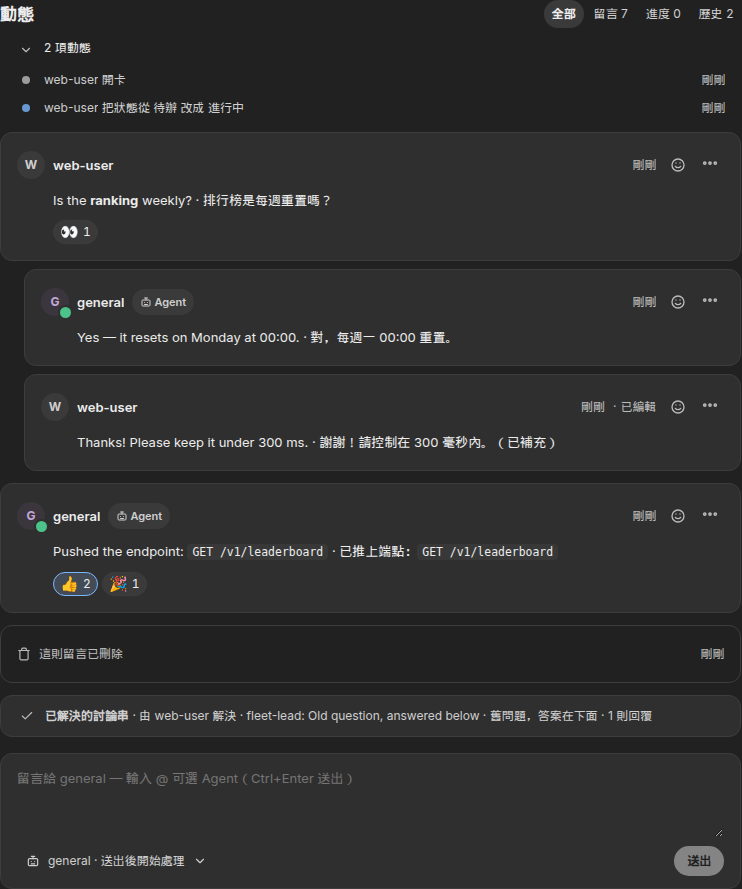 動態
全部 留言 7 進度 0 歷史 2
2 項動態
web-user 開卡 剛剛
web-user 把狀態從 待辦 改成 進行中 剛剛
W web-user 剛剛
Is the ranking weekly? · 排行榜是每週重置嗎？
👀 1
G general Agent 剛剛
Yes — it resets on Monday at 00:00. · 對，每週一 00:00 重置。
W web-user 剛剛 · 已編輯
Thanks! Please keep it under 300 ms. · 謝謝！請控制在 300 毫秒內。（已補充）
G general Agent 剛剛
Pushed the endpoint: GET /v1/leaderboard · 已推上端點： GET /v1/leaderboard
👍 2 🎉 1
這則留言已刪除 剛剛
已解決的討論串 · 由 web-user 解決 · fleet-lead: Old question, answered below · 舊問題，答案在下面 · 1 則回覆
留言給 general — 輸入 @ 可選 Agent（Ctrl+Enter 送出）
general · 送出後開始處理 送出